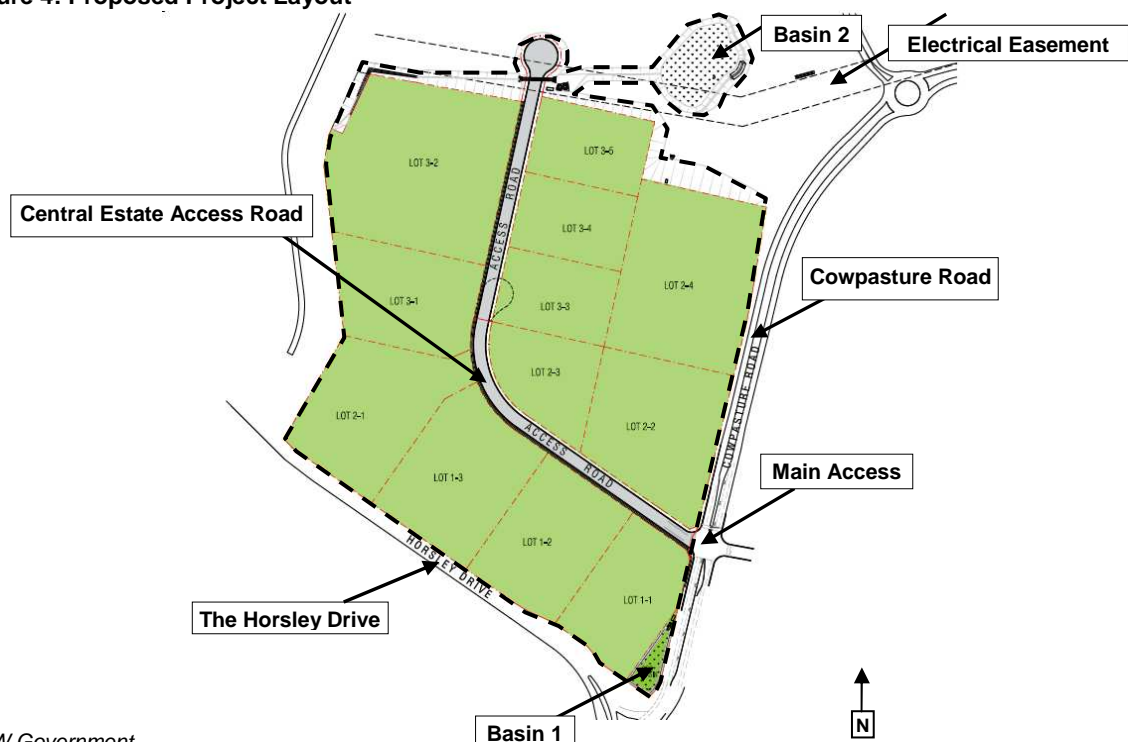 ure 4: Proposed Project Layout
Basin 2
Electrical Easement
LOT 3-2
LOT 3-5
Central Estate Access Road
ACCESS ROAD
LOT 3-4
LOT 2-4
Cowpasture Road
LOT 3-1
LOT 3-3
LOT 2-3
COWPASTURE ROAD
LOT 2-1
LOT 2-2
ACCESS ROAD
Main Access
LOT 1-3
LOT 1-2
HORSLEY DRIVE
LOT 1-1
The Horsley Drive
Basin 1
N
W Government